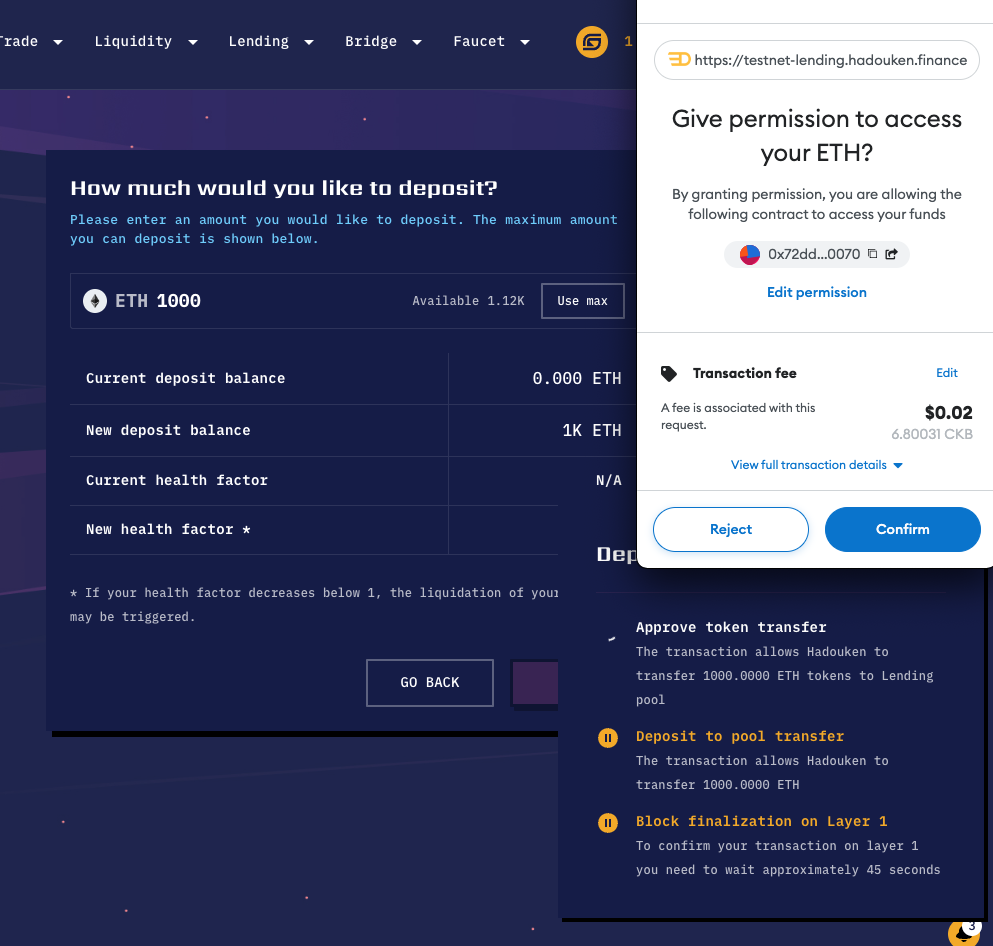 Trade
Liquidity
Lending
Bridge
Faucet
1
How much would you like to deposit?
Please enter an amount you would like to deposit. The maximum amount
you can deposit is shown below.
ETH 1000
Available 1.12K
Use max
Current deposit balance
0.000 ETH
New deposit balance
1K ETH
Current health factor
N/A
New health factor *
* If your health factor decreases below 1, the liquidation of your
may be triggered.
GO BACK
https://testnet-lending.hadouken.finance
Give permission to access
your ETH?
By granting permission, you are allowing the
following contract to access your funds
0x72dd...0070
Edit permission
Transaction fee
Edit
A fee is associated with this
request.
$0.02
6.80031 CKB
View full transaction details
Reject
Confirm
Dep
Approve token transfer
The transaction allows Hadouken to
transfer 1000.0000 ETH tokens to Lending
pool
Deposit to pool transfer
The transaction allows Hadouken to
transfer 1000.0000 ETH
Block finalization on Layer 1
To confirm your transaction on layer 1
you need to wait approximately 45 seconds
3